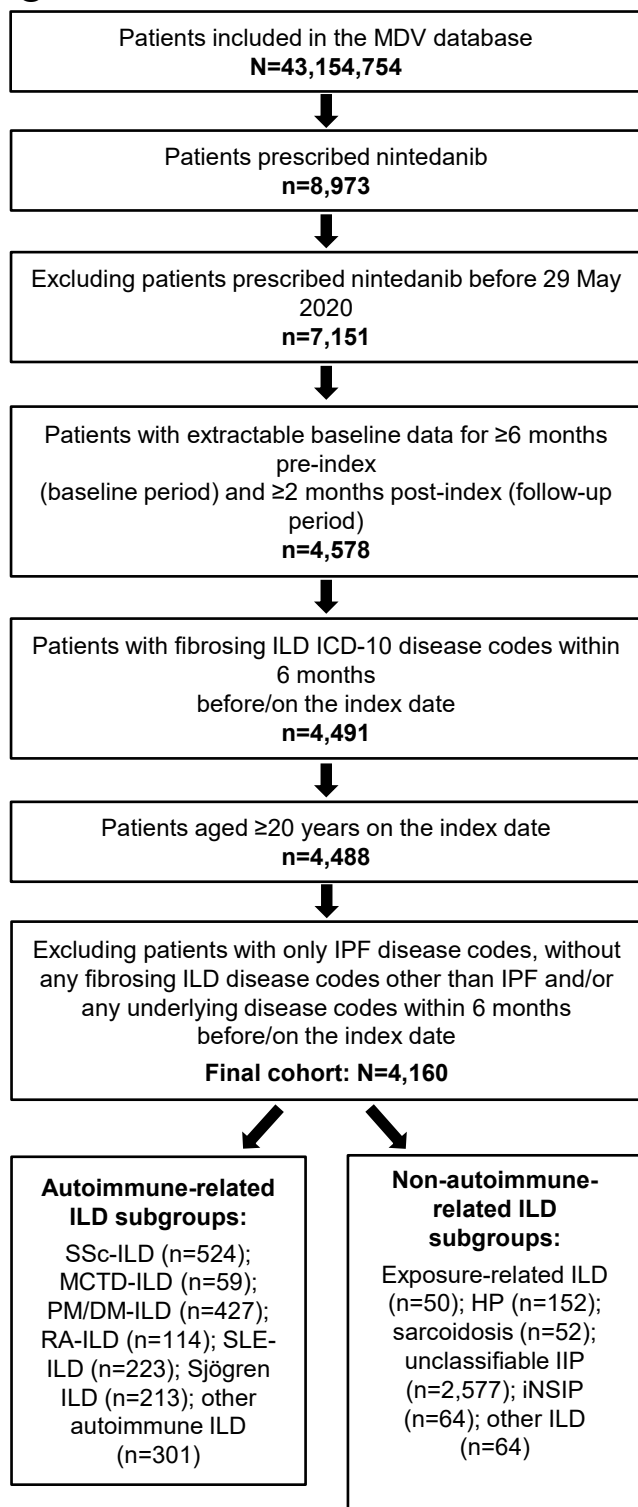 Patients included in the MDV database
N=43,154,754
Patients prescribed nintedanib
n=8,973
Excluding patients prescribed nintedanib before 29 May
2020
n=7,151
Patients with extractable baseline data for ≥6 months
pre-index
(baseline period) and ≥2 months post-index (follow-up
period)
n=4,578
Patients with fibrosing ILD ICD-10 disease codes within
6 months
before/on the index date
n=4,491
Patients aged ≥20 years on the index date
n=4,488
Excluding patients with only IPF disease codes, without
any fibrosing ILD disease codes other than IPF and/or
any underlying disease codes within 6 months
before/on the index date
Final cohort: N=4,160
Autoimmune-related
ILD subgroups:
SSc-ILD (n=524);
MCTD-ILD (n=59);
PM/DM-ILD (n=427);
RA-ILD (n=114); SLE-
ILD (n=223); Sjögren
ILD (n=213); other
autoimmune ILD
(n=301)
Non-autoimmune-
related ILD
subgroups:
Exposure-related ILD
(n=50); HP (n=152);
sarcoidosis (n=52);
unclassifiable IIP
(n=2,577); iNSIP
(n=64); other ILD
(n=64)